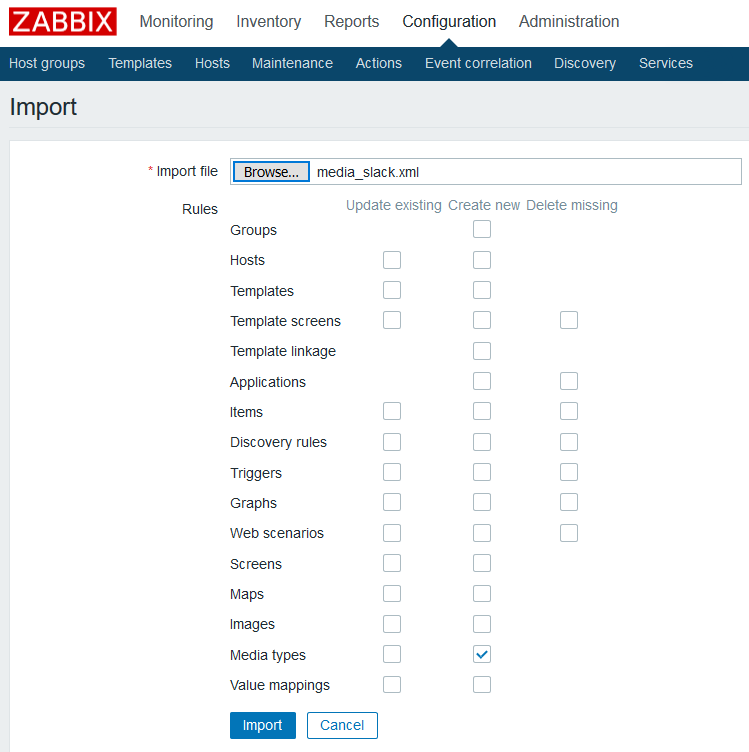 ZABBIX Monitoring Inventory Reports Configuration Administration
Host groups Templates Hosts Maintenance Actions Event correlation Discovery Services
Import
* Import file Browse... media_slack.xml
Rules Update existing Create new Delete missing
Groups
Hosts
Templates
Template screens
Template linkage
Applications
Items
Discovery rules
Triggers
Graphs
Web scenarios
Screens
Maps
Images
Media types
Value mappings
Import Cancel